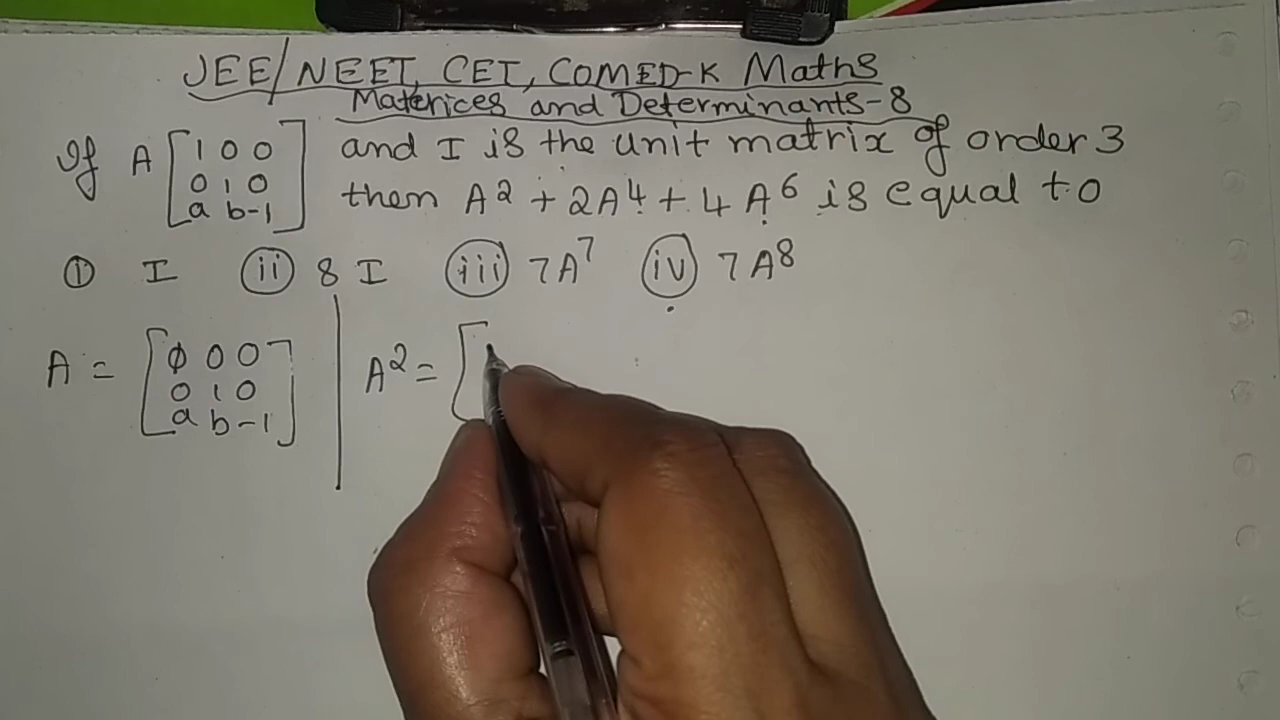 JEE/NEET, CET, COMED-K Maths
Materices and Determinants-8
If A [1 0 0 and I is the unit matrix of order 3
0 1 0
a b -1] then A² + 2A⁴ + 4A⁶ is equal to
① I ⓘⓘ 8 I ⓘⓘⓘ 7A⁷ ⓘⓥ 7A⁸
A = [0 0 0 A² = [
0 1 0
a b -1]